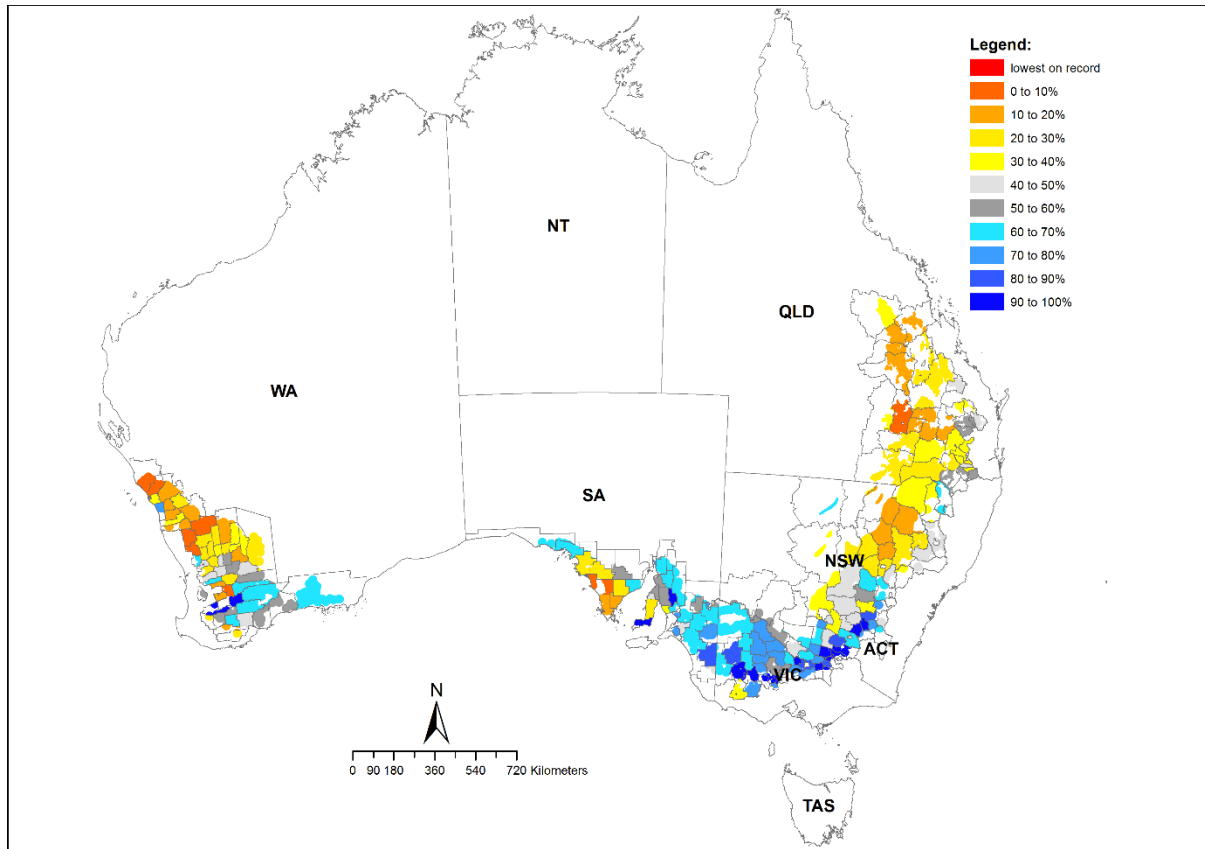 Legend:
lowest on record
0 to 10%
10 to 20%
20 to 30%
30 to 40%
40 to 50%
50 to 60%
60 to 70%
70 to 80%
80 to 90%
90 to 100%
NT
QLD
WA
SA
NSW
ACT
VIC
N
0 90 180 360 540 720 Kilometers
TAS